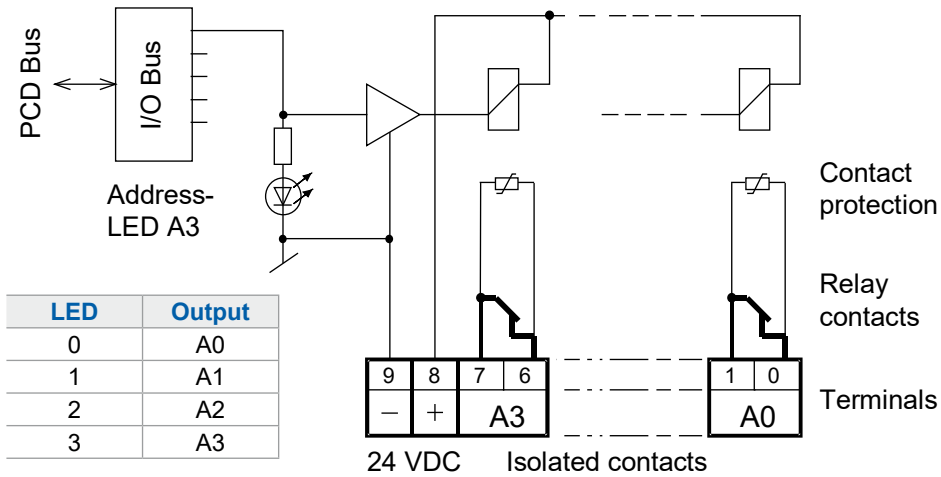 PCD Bus
I/O Bus
Address-
LED A3
Contact
protection
Relay
contacts
LED Output
0 A0
1 A1
2 A2
3 A3
9 8 7 6 1 0
− + A3 A0
Terminals
24 VDC Isolated contacts